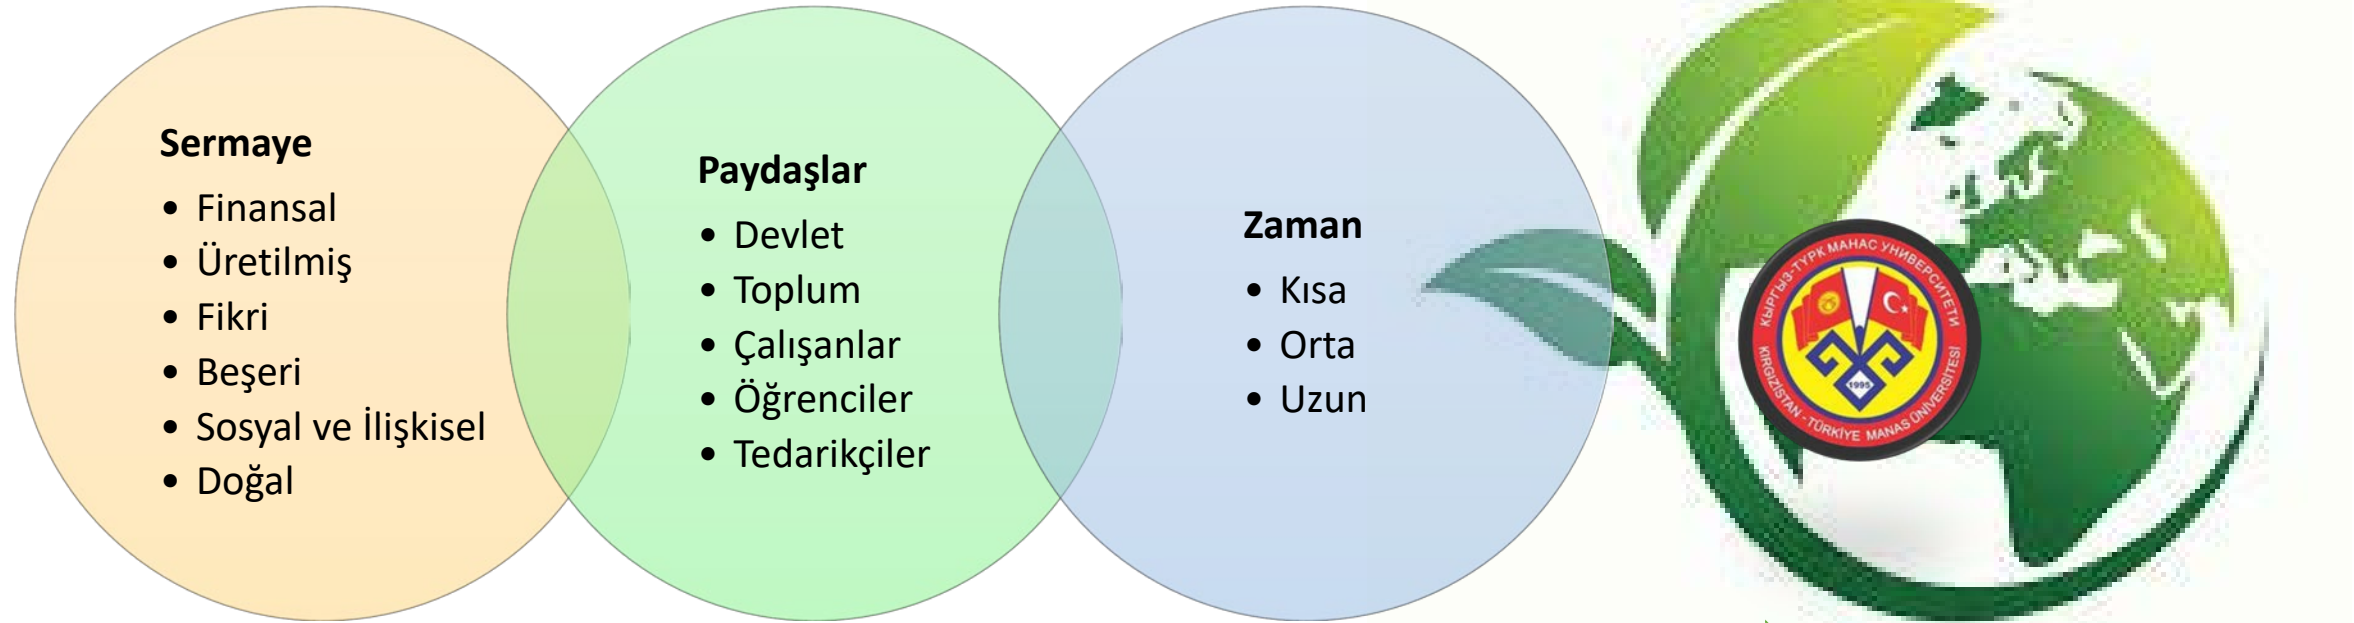 Sermaye
• Finansal
• Üretilmiş
• Fikri
• Beşeri
• Sosyal ve İlişkisel
• Doğal
Paydaşlar
• Devlet
• Toplum
• Çalışanlar
• Öğrenciler
• Tedarikçiler
Zaman
• Kısa
• Orta
• Uzun
КЫРГЫЗ-ТҮРК МАНАС УНИВЕРСИТЕТИ
KIRGIZİSTAN - TÜRKİYE MANAS ÜNİVERSİTESİ
1995